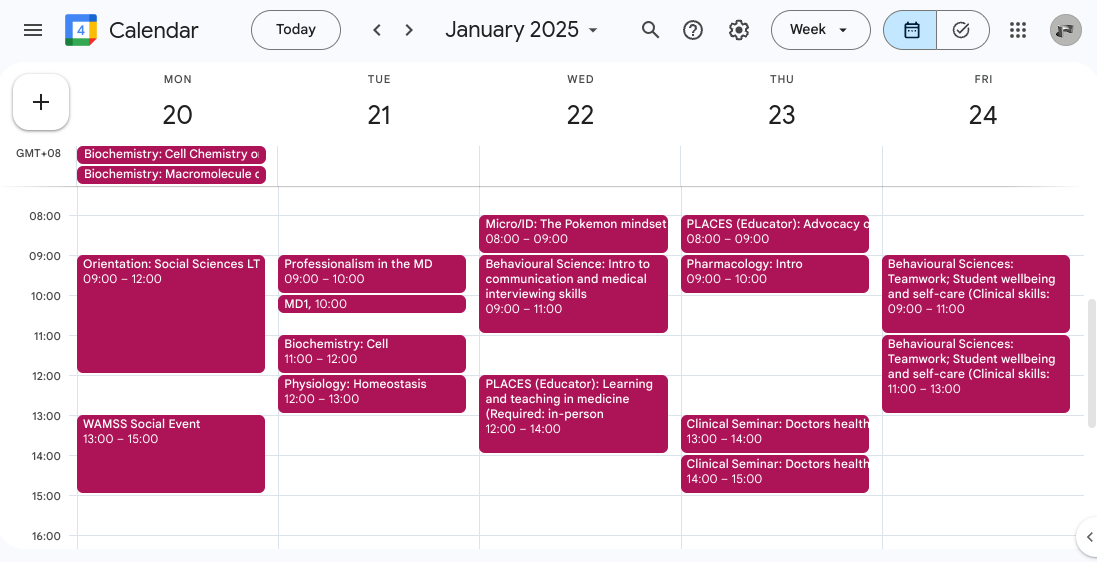 4 Calendar Today January 2025 Week
MON TUE WED THU FRI
20 21 22 23 24
GMT+08
Biochemistry: Cell Chemistry
Biochemistry: Macromolecule
08:00
09:00
10:00
11:00
12:00
13:00
14:00
15:00
16:00
Orientation: Social Sciences LT
09:00 – 12:00
WAMSS Social Event
13:00 – 15:00
Professionalism in the MD
09:00 – 10:00
MD1, 10:00
Biochemistry: Cell
11:00 – 12:00
Physiology: Homeostasis
12:00 – 13:00
Micro/ID: The Pokemon mindset
08:00 – 09:00
Behavioural Science: Intro to
communication and medical
interviewing skills
09:00 – 11:00
PLACES (Educator): Learning
and teaching in medicine
(Required: in-person
12:00 – 14:00
PLACES (Educator): Advocacy
08:00 – 09:00
Pharmacology: Intro
09:00 – 10:00
Clinical Seminar: Doctors health
13:00 – 14:00
Clinical Seminar: Doctors health
14:00 – 15:00
Behavioural Sciences:
Teamwork; Student wellbeing
and self-care (Clinical skills:
09:00 – 11:00
Behavioural Sciences:
Teamwork; Student wellbeing
and self-care (Clinical skills:
11:00 – 13:00